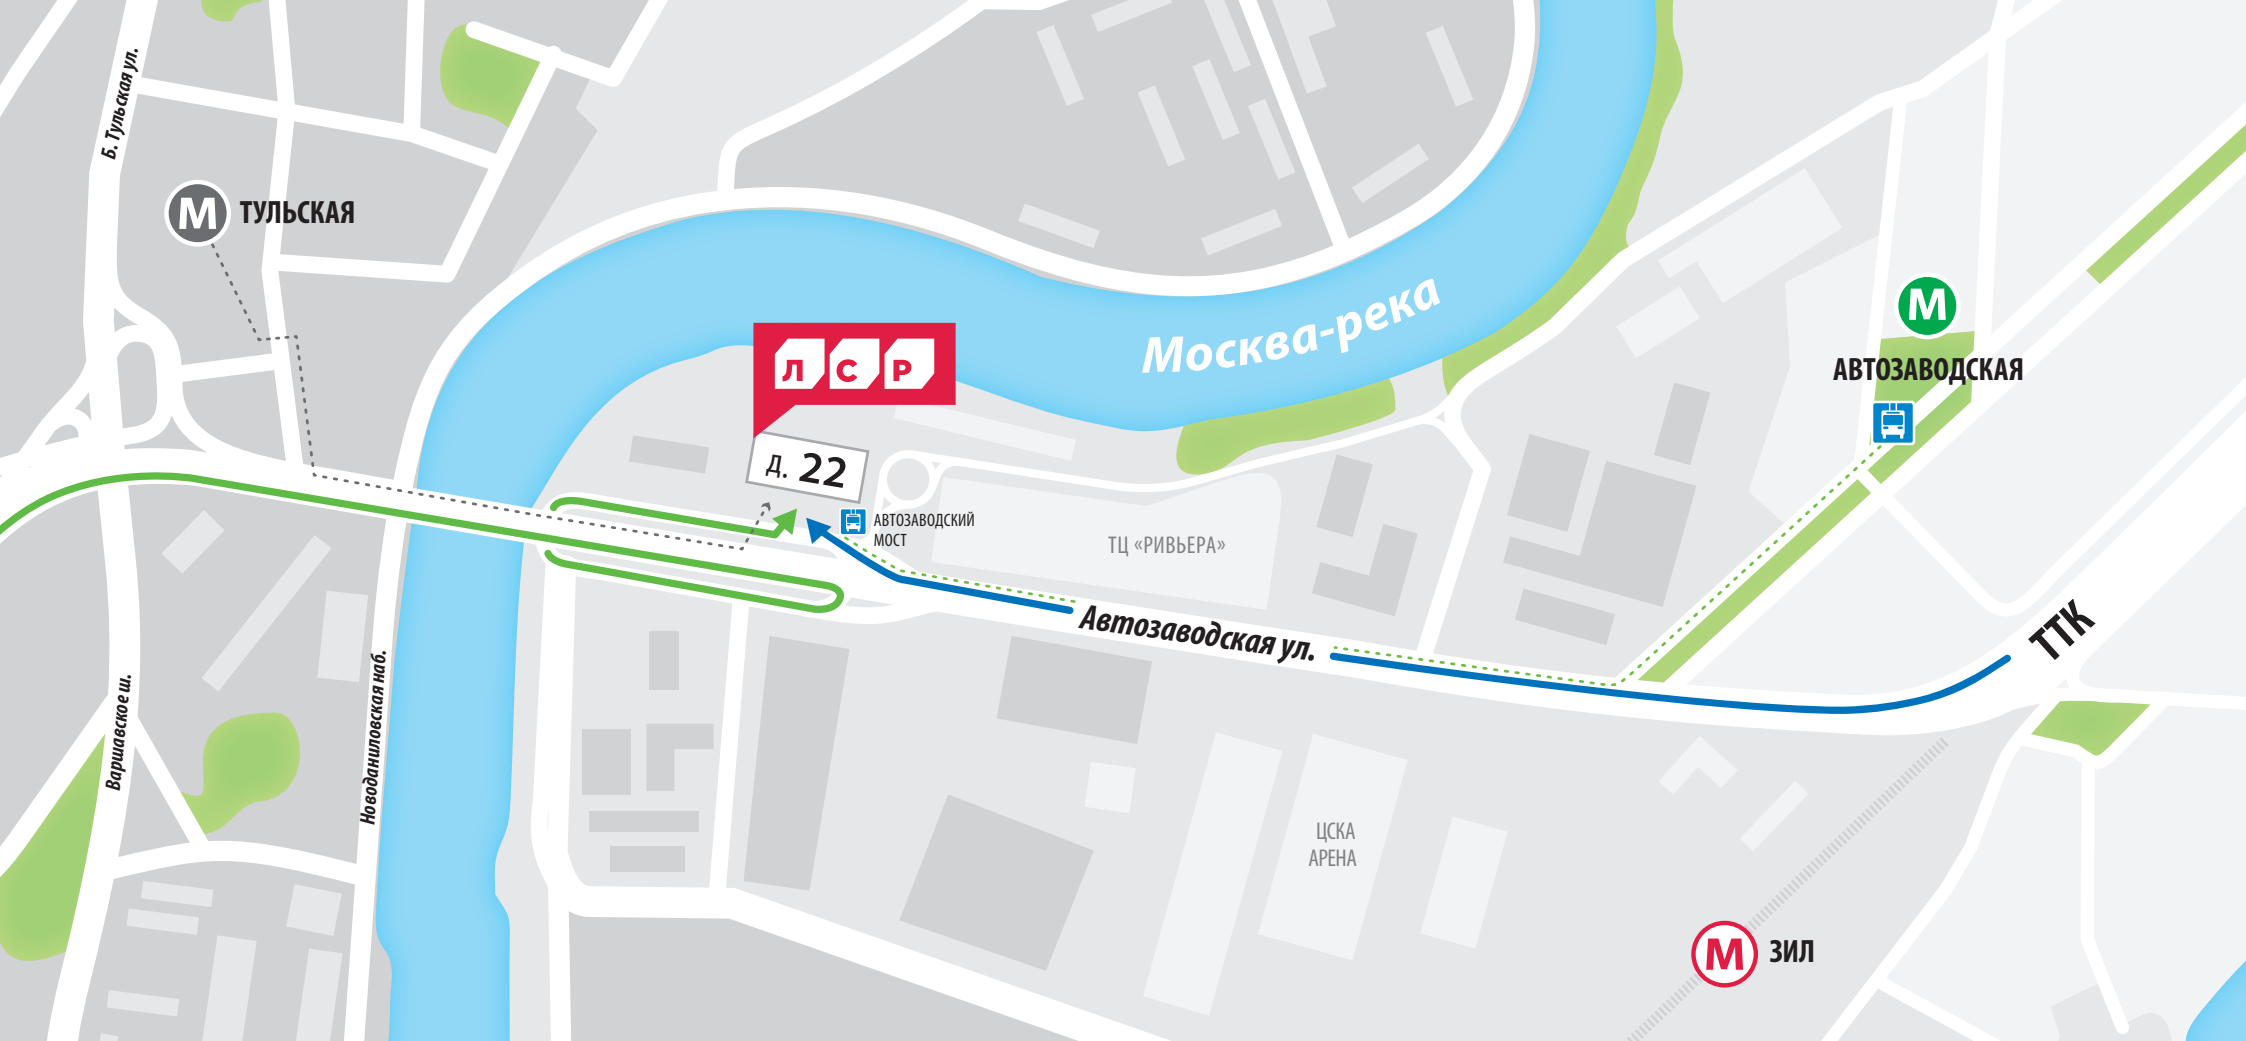 Б. Тульская ул.
М
ТУЛЬСКАЯ
Москва-река
М
АВТОЗАВОДСКАЯ
ЛСР
д. 22
АВТОЗАВОДСКИЙ
МОСТ
ТЦ «РИВЬЕРА»
Автозаводская ул.
ТТК
Варшавское ш.
Новоданиловская наб.
ЦСКА
АРЕНА
М
ЗИЛ